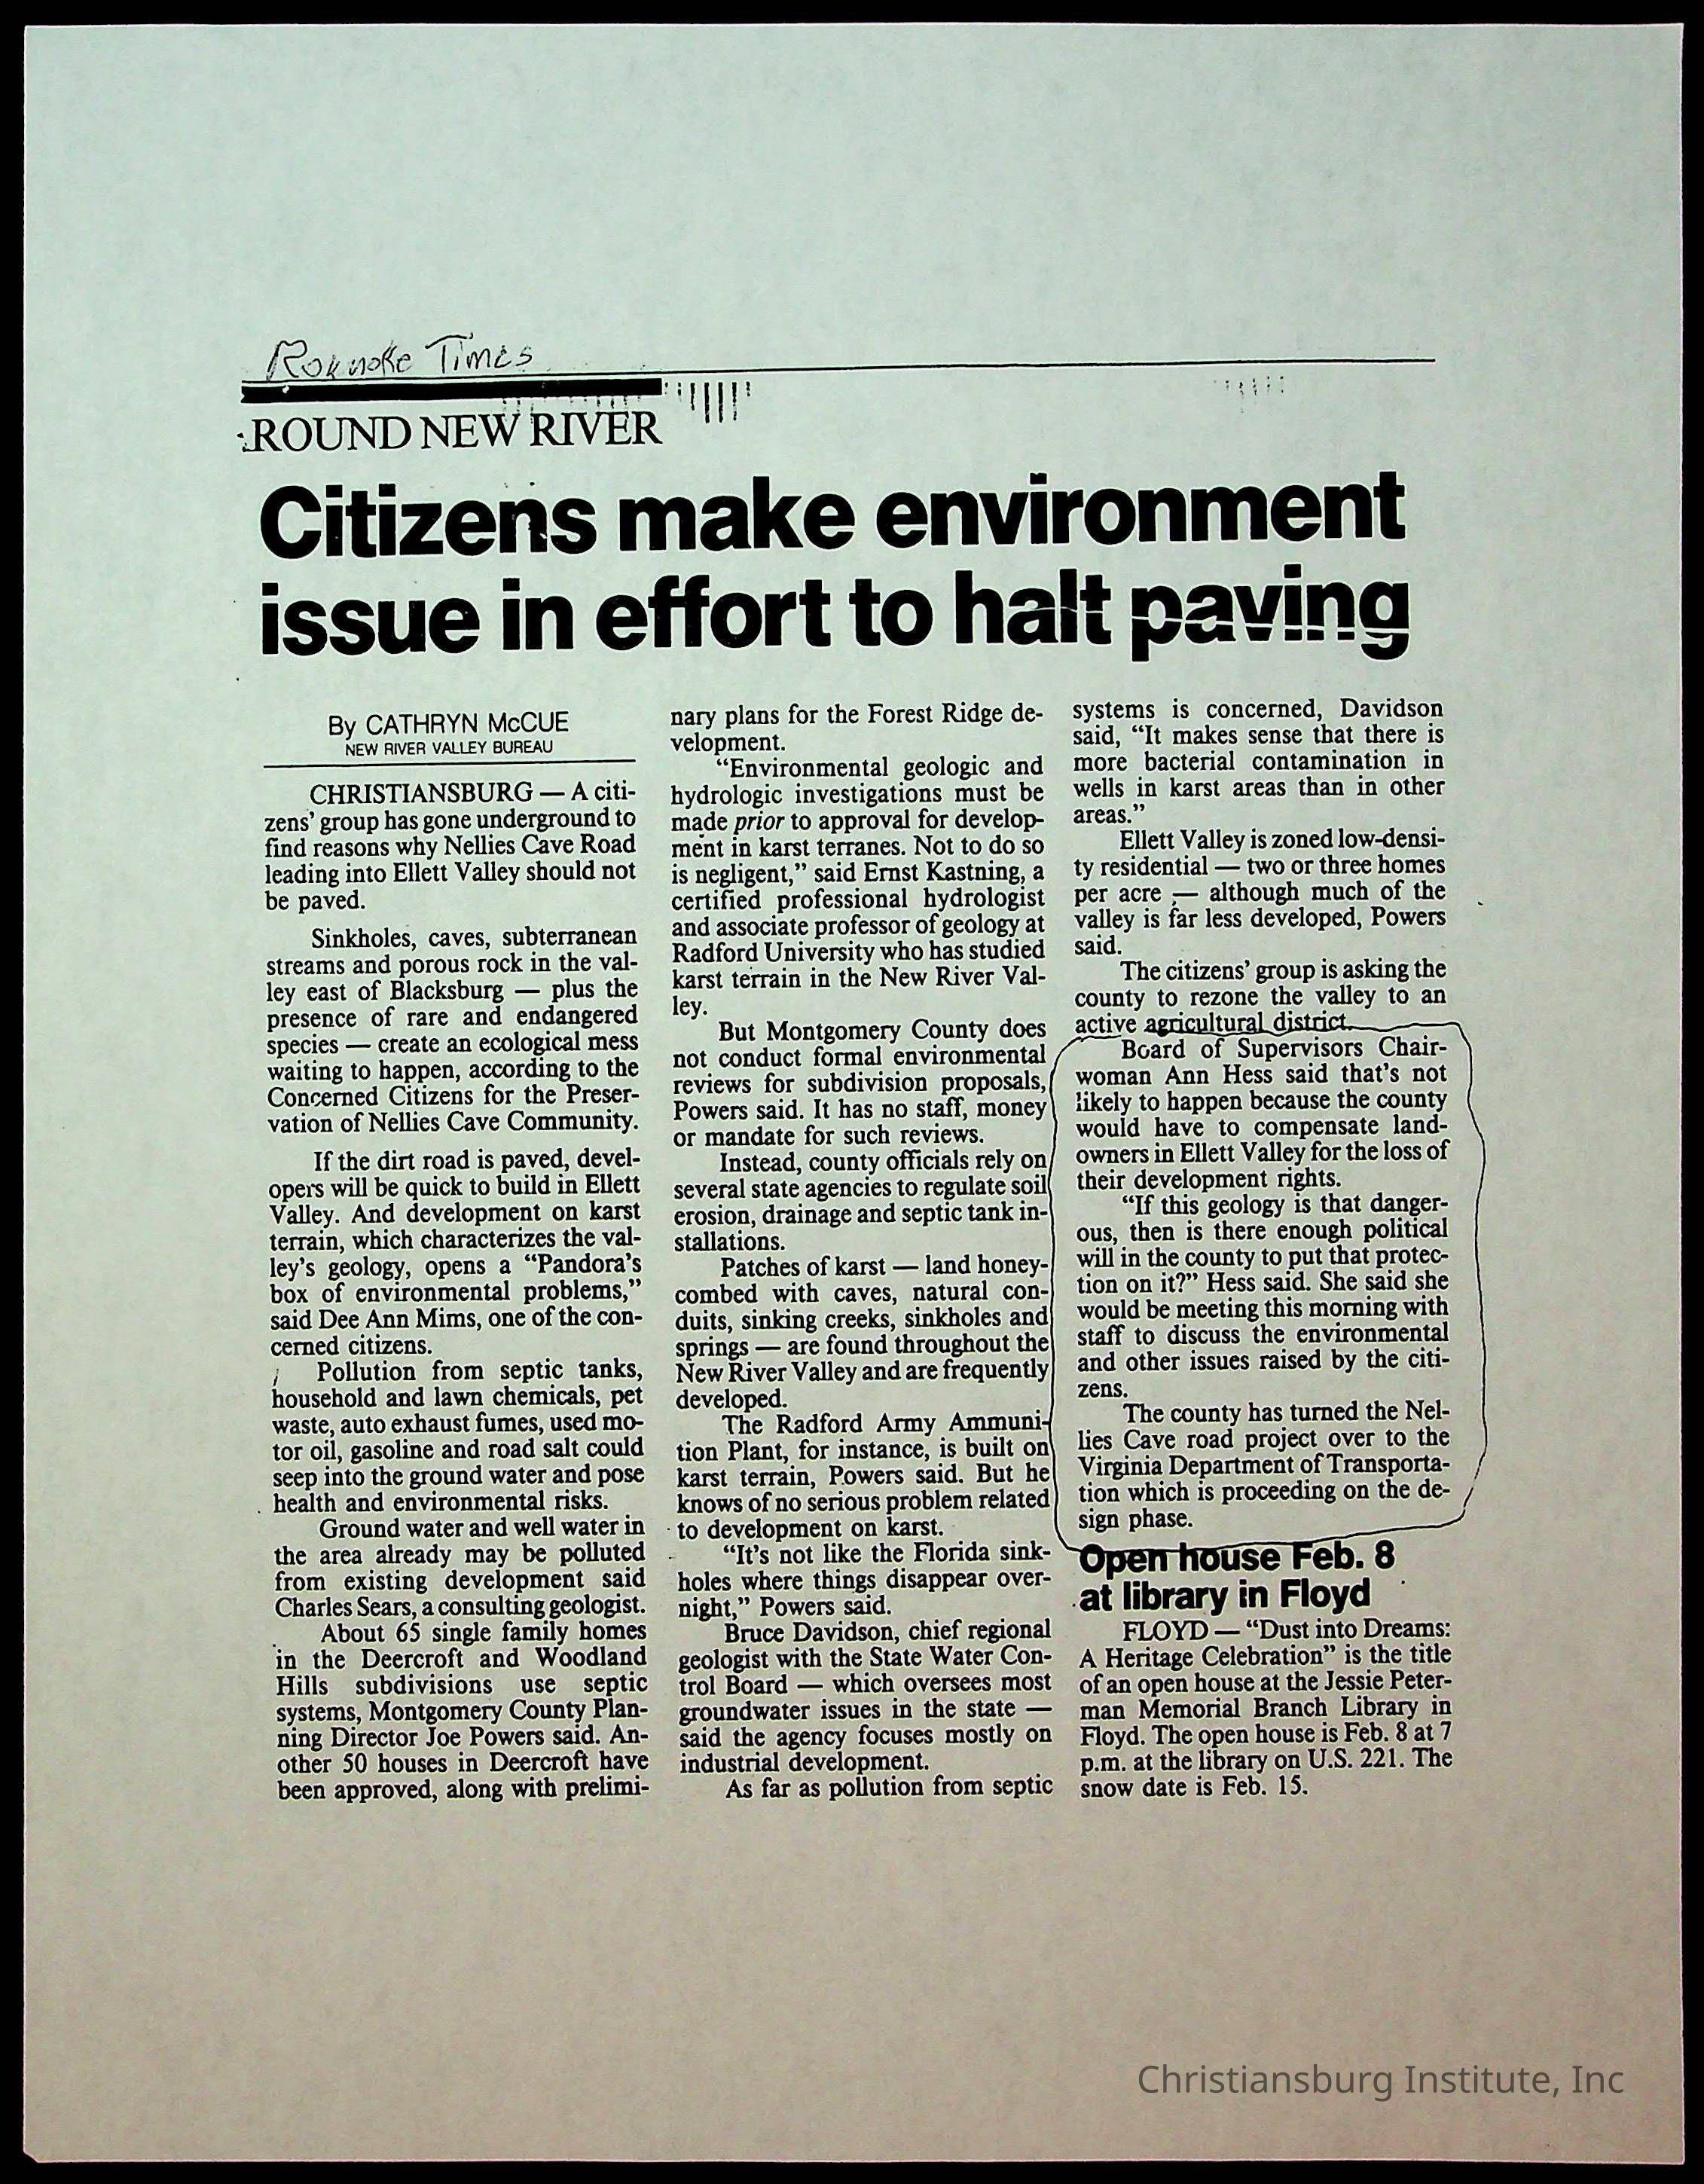 Roanoke Times
ROUND NEW RIVER
Citizens make environment
issue in effort to halt paving
By CATHRYN McCUE
NEW RIVER VALLEY BUREAU
CHRISTIANSBURG — A citi-
zens' group has gone underground to
find reasons why Nellies Cave Road
leading into Ellett Valley should not
be paved.
Sinkholes, caves, subterranean
streams and porous rock in the val-
ley east of Blacksburg — plus the
presence of rare and endangered
species — create an ecological mess
waiting to happen, according to the
Concerned Citizens for the Preser-
vation of Nellies Cave Community.
If the dirt road is paved, devel-
opers will be quick to build in Ellett
Valley. And development on karst
terrain, which characterizes the val-
ley's geology, opens a “Pandora's
box of environmental problems,”
said Dee Ann Mims, one of the con-
cerned citizens.
Pollution from septic tanks,
household and lawn chemicals, pet
waste, auto exhaust fumes, used mo-
tor oil, gasoline and road salt could
seep into the ground water and pose
health and environmental risks.
Ground water and well water in
the area already may be polluted
from existing development said
Charles Sears, a consulting geologist.
About 65 single family homes
in the Deercroft and Woodland
Hills subdivisions use septic
systems, Montgomery County Plan-
ning Director Joe Powers said. An-
other 50 houses in Deercroft have
been approved, along with prelimi-
nary plans for the Forest Ridge de-
velopment.
“Environmental geologic and
hydrologic investigations must be
made prior to approval for develop-
ment in karst terranes. Not to do so
is negligent,” said Ernst Kastning, a
certified professional hydrologist
and associate professor of geology at
Radford University who has studied
karst terrain in the New River Val-
ley.
But Montgomery County does
not conduct formal environmental
reviews for subdivision proposals,
Powers said. It has no staff, money
or mandate for such reviews.
Instead, county officials rely on
several state agencies to regulate soil
erosion, drainage and septic tank in-
stallations.
Patches of karst — land honey-
combed with caves, natural con-
duits, sinking creeks, sinkholes and
springs — are found throughout the
New River Valley and are frequently
developed.
The Radford Army Ammuni-
tion Plant, for instance, is built on
karst terrain, Powers said. But he
knows of no serious problem related
to development on karst.
“It's not like the Florida sink-
holes where things disappear over-
night,” Powers said.
Bruce Davidson, chief regional
geologist with the State Water Con-
trol Board — which oversees most
groundwater issues in the state —
said the agency focuses mostly on
industrial development.
As far as pollution from septic
systems is concerned, Davidson
said, “It makes sense that there is
more bacterial contamination in
wells in karst areas than in other
areas.”
Ellett Valley is zoned low-densi-
ty residential — two or three homes
per acre — although much of the
valley is far less developed, Powers
said.
The citizens' group is asking the
county to rezone the valley to an
active agricultural district.
Board of Supervisors Chair-
woman Ann Hess said that's not
likely to happen because the county
would have to compensate land-
owners in Ellett Valley for the loss of
their development rights.
“If this geology is that danger-
ous, then is there enough political
will in the county to put that protec-
tion on it?” Hess said. She said she
would be meeting this morning with
staff to discuss the environmental
and other issues raised by the citi-
zens.
The county has turned the Nel-
lies Cave road project over to the
Virginia Department of Transporta-
tion which is proceeding on the de-
sign phase.
Open house Feb. 8
at library in Floyd
FLOYD — “Dust into Dreams:
A Heritage Celebration” is the title
of an open house at the Jessie Peter-
man Memorial Branch Library in
Floyd. The open house is Feb. 8 at 7
p.m. at the library on U.S. 221. The
snow date is Feb. 15.
Christiansburg Institute, Inc